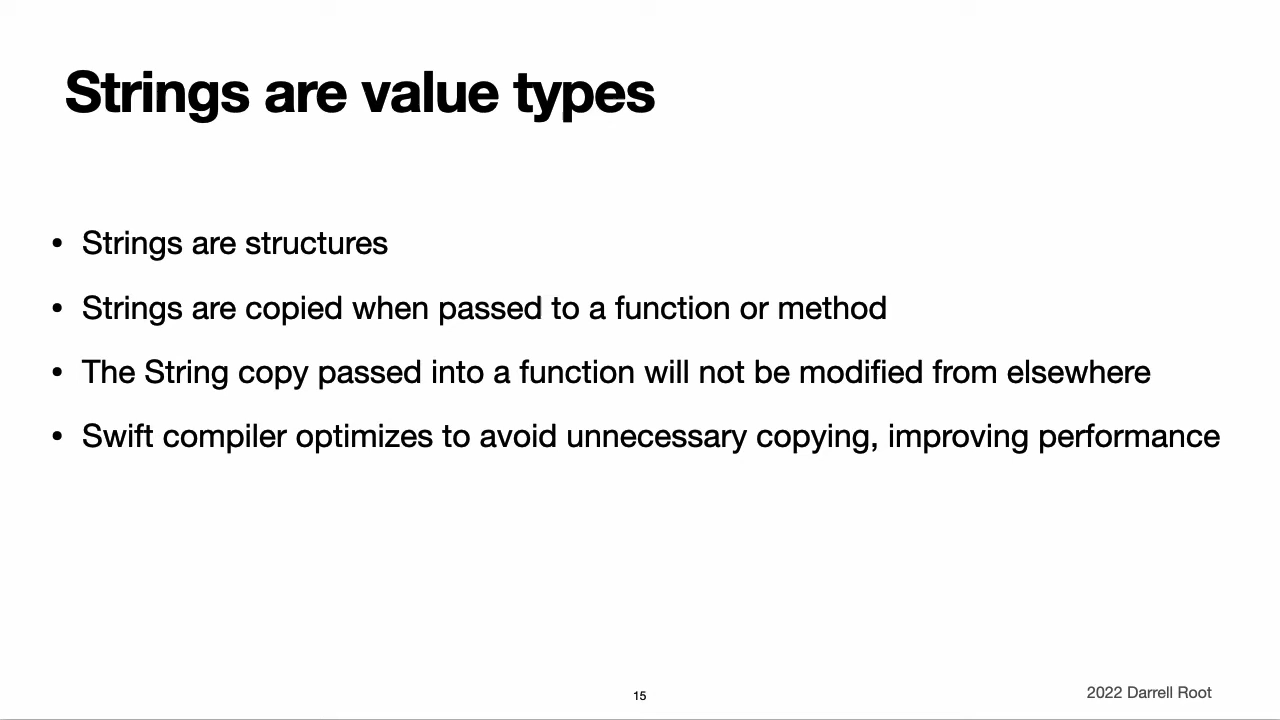 Strings are value types
• Strings are structures
• Strings are copied when passed to a function or method
• The String copy passed into a function will not be modified from elsewhere
• Swift compiler optimizes to avoid unnecessary copying, improving performance
15
2022 Darrell Root